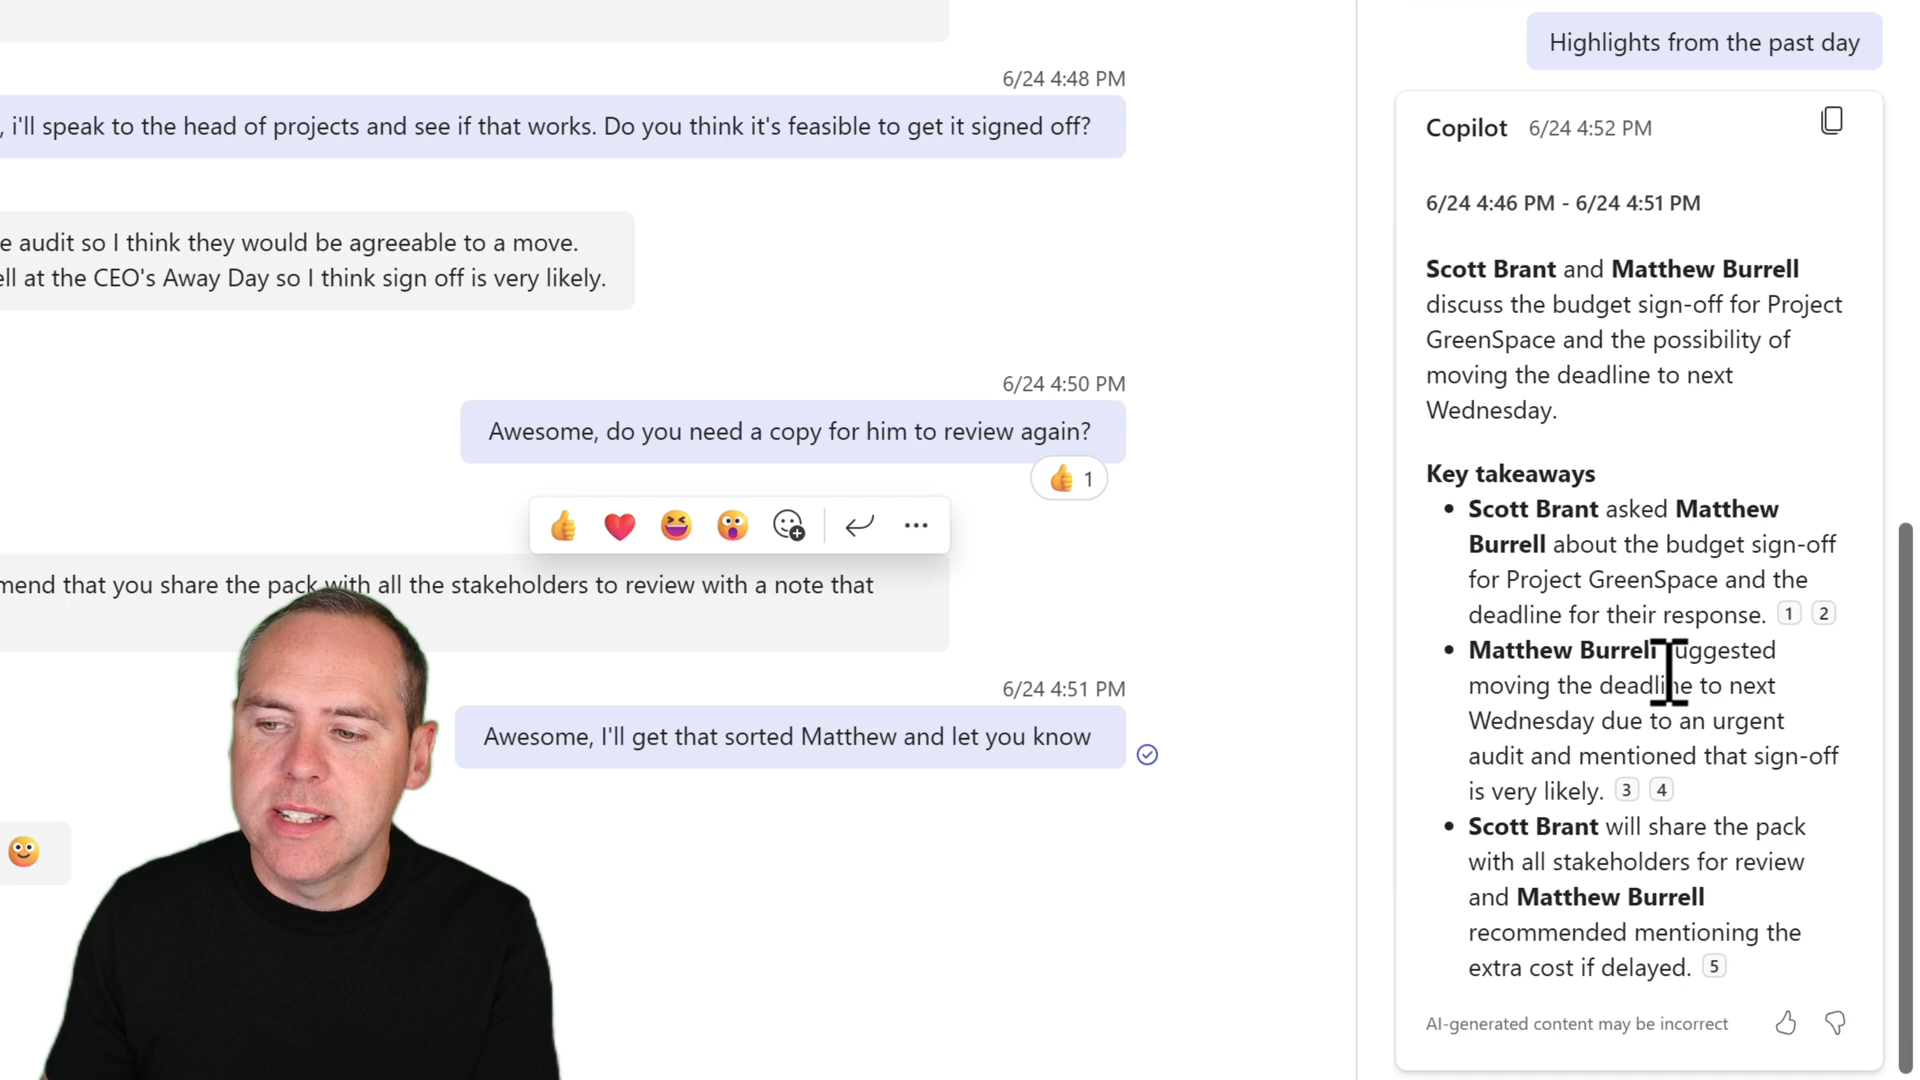 6/24 4:48 PM
, i'll speak to the head of projects and see if that works. Do you think it's feasible to get it signed off?
e audit so I think they would be agreeable to a move.
ell at the CEO's Away Day so I think sign off is very likely.
6/24 4:50 PM
Awesome, do you need a copy for him to review again?
1
mend that you share the pack with all the stakeholders to review with a note that
6/24 4:51 PM
Awesome, I'll get that sorted Matthew and let you know
Highlights from the past day
Copilot 6/24 4:52 PM
6/24 4:46 PM - 6/24 4:51 PM
Scott Brant and Matthew Burrell
discuss the budget sign-off for Project
GreenSpace and the possibility of
moving the deadline to next
Wednesday.
Key takeaways
• Scott Brant asked Matthew
Burrell about the budget sign-off
for Project GreenSpace and the
deadline for their response. 1 2
• Matthew Burrell suggested
moving the deadline to next
Wednesday due to an urgent
audit and mentioned that sign-off
is very likely. 3 4
• Scott Brant will share the pack
with all stakeholders for review
and Matthew Burrell
recommended mentioning the
extra cost if delayed. 5
AI-generated content may be incorrect